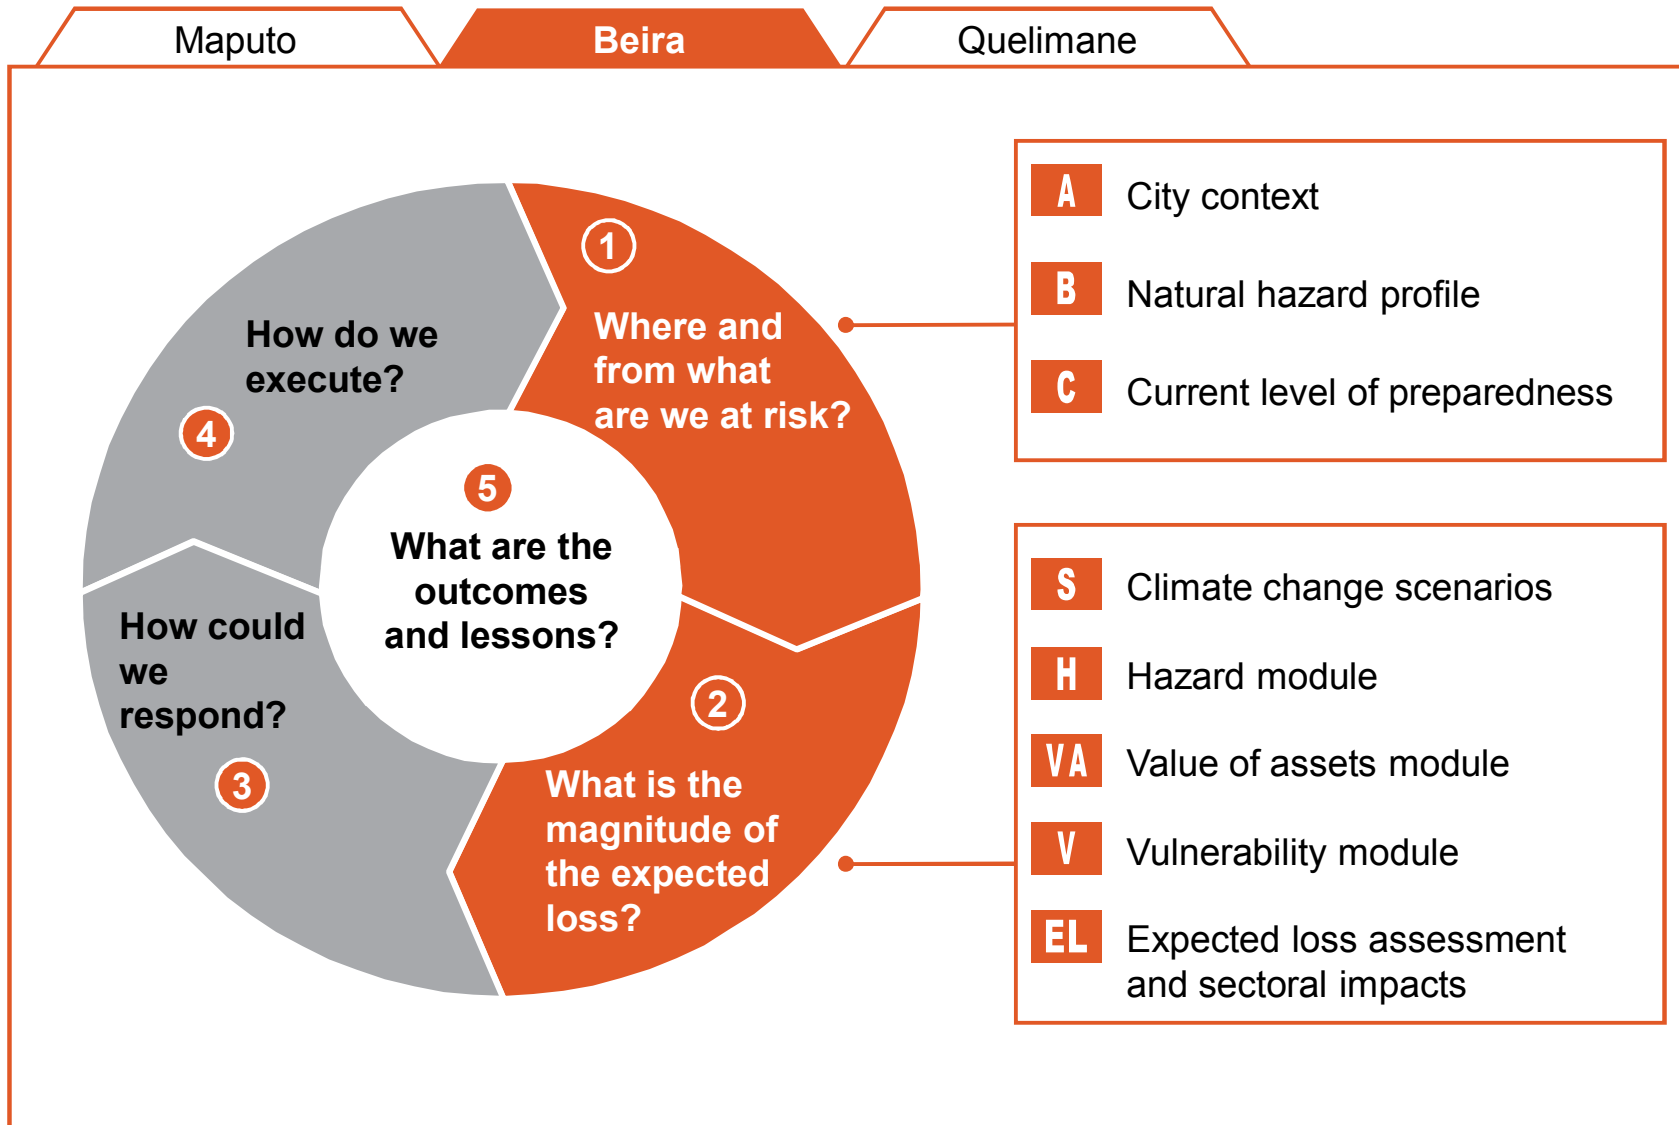 Maputo
Beira
Quelimane
1
Where and
from what
are we at risk?
2
What is the
magnitude of
the expected
loss?
3
How could
we
respond?
4
How do we
execute?
5
What are the
outcomes
and lessons?
A City context
B Natural hazard profile
C Current level of preparedness
S Climate change scenarios
H Hazard module
VA Value of assets module
V Vulnerability module
EL Expected loss assessment
and sectoral impacts